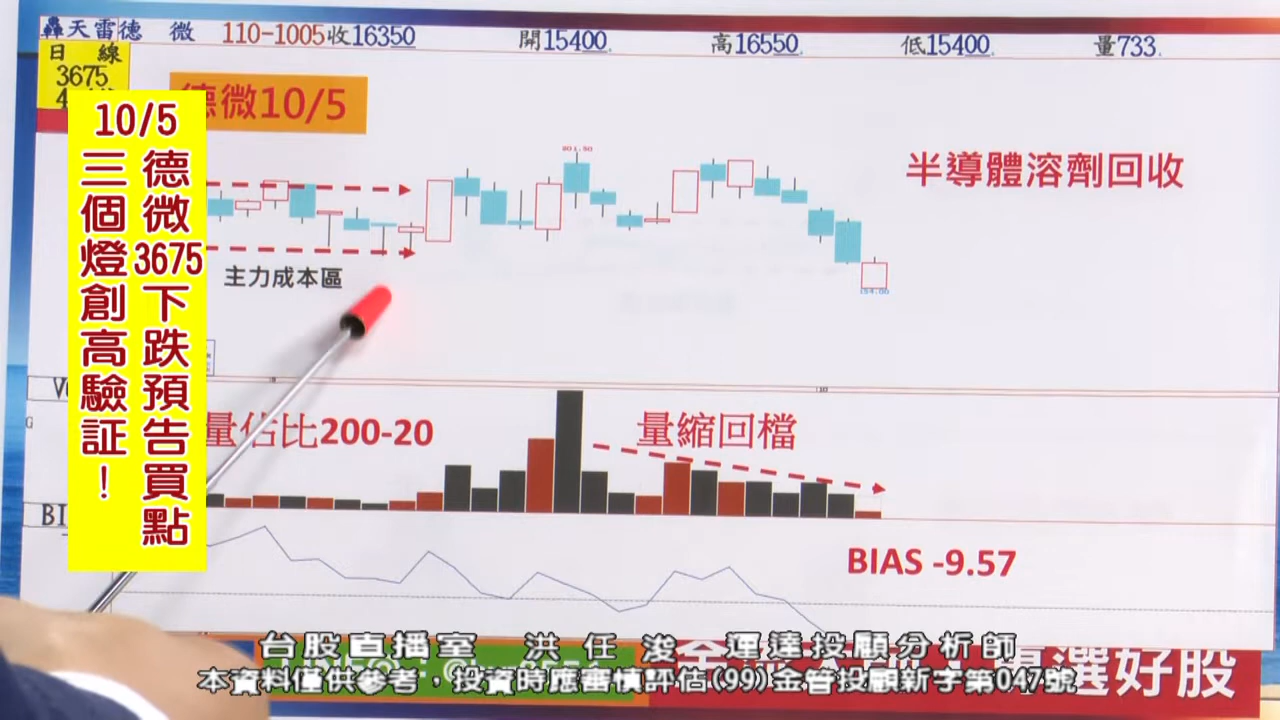 轟天雷德 微 110-1005收16350 開15400. 高16550. 低15400. 量733.
日 線
3675
德微10/5
10/5
德微3675下跌預告買點
三個燈創高驗証！
半導體溶劑回收
201.50
主力成本區
154.00
9
10
量佔比200-20
量縮回檔
BIAS -9.57
台股直播室 洪任浚 運達投顧分析師
本資料僅供參考，投資時應審慎評估(99)金管投顧新字第047號
選好股